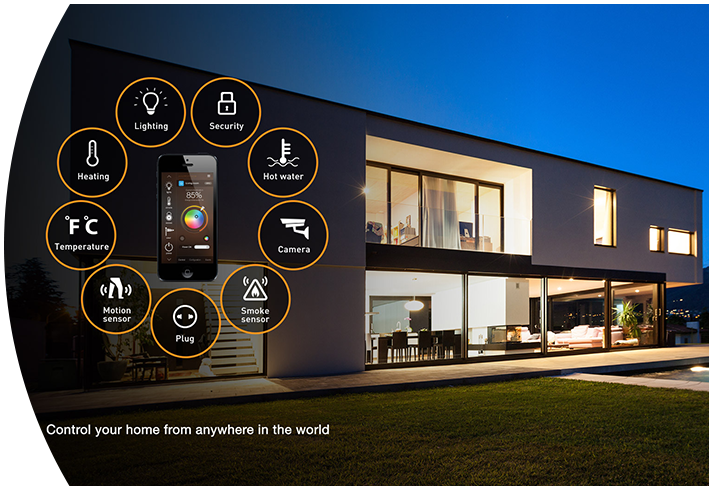 Lighting
Security
Heating
Hot water
°F°C
Temperature
85%
Camera
Motion
sensor
Smoke
sensor
Plug
Control your home from anywhere in the world